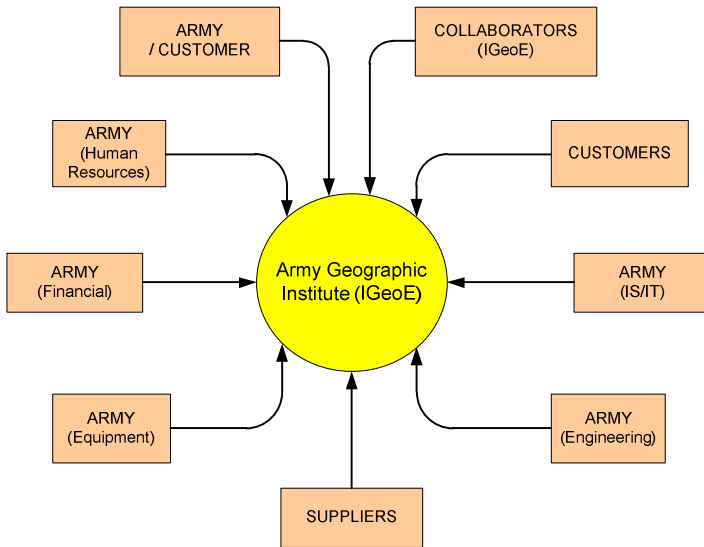 ARMY
/ CUSTOMER
COLLABORATORS
(IGeoE)
ARMY
(Human
Resources)
CUSTOMERS
ARMY
(Financial)
Army Geographic
Institute (IGeoE)
ARMY
(IS/IT)
ARMY
(Equipment)
ARMY
(Engineering)
SUPPLIERS